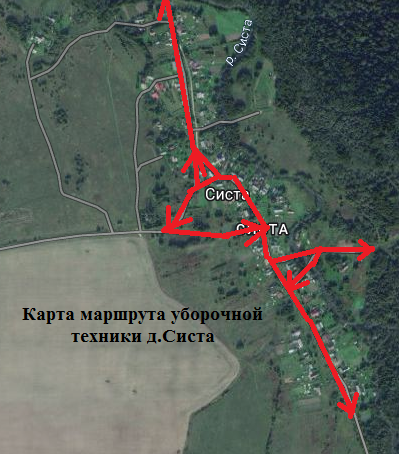 р. Систа
Систа
СИСТА
Карта маршрута уборочной
техники д.Систа